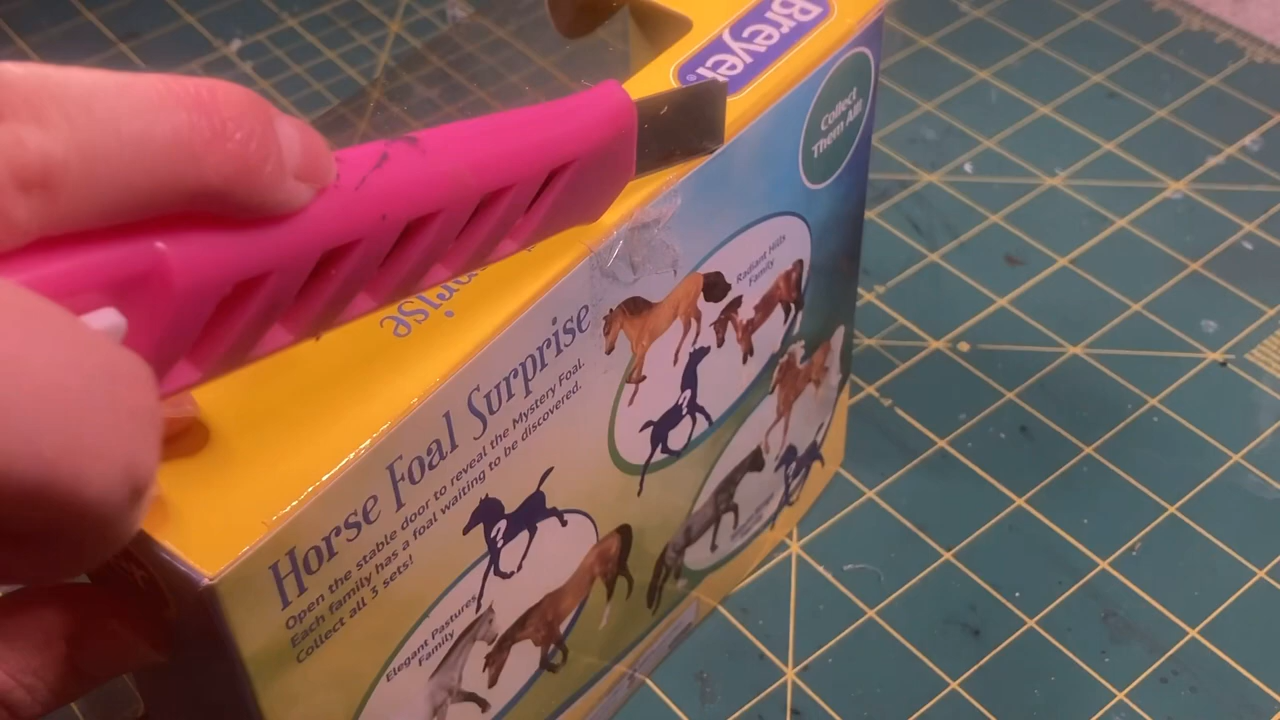 Breyer®
Collect
Them All!
Radiant Hills
Family
Horse Foal Surprise
Open the stable door to reveal the Mystery Foal.
Each family has a foal waiting to be discovered.
Collect all 3 sets!
?
?
Elegant Pastures
Family